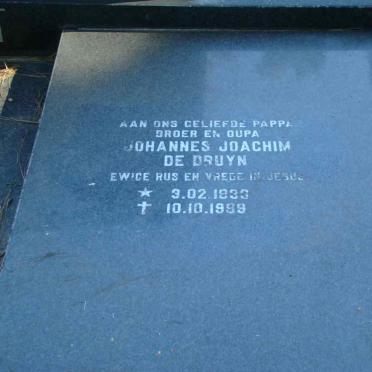 AAN ONS GELIEFDE PAPPA
BROER EN OUPA
JOHANNES JOACHIM
DE BRUYN
EWIGE RUS EN VREDE IN JESUS
3.02.1933
10.10.1989